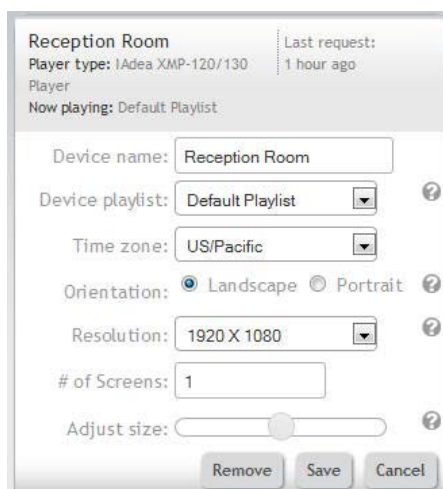 Reception Room
Last request:
Player type: IAdea XMP-120/130
1 hour ago
Player
Now playing: Default Playlist
Device name: Reception Room
Device playlist: Default Playlist
?
Time zone: US/Pacific
Orientation: Landscape Portrait
?
Resolution: 1920 X 1080
?
# of Screens: 1
Adjust size:
?
Remove Save Cancel